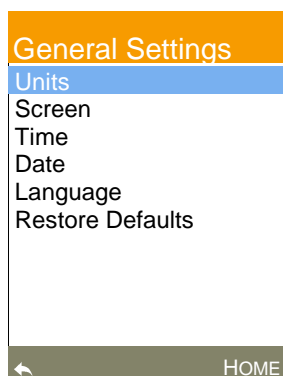 General Settings
Units
Screen
Time
Date
Language
Restore Defaults
HOME